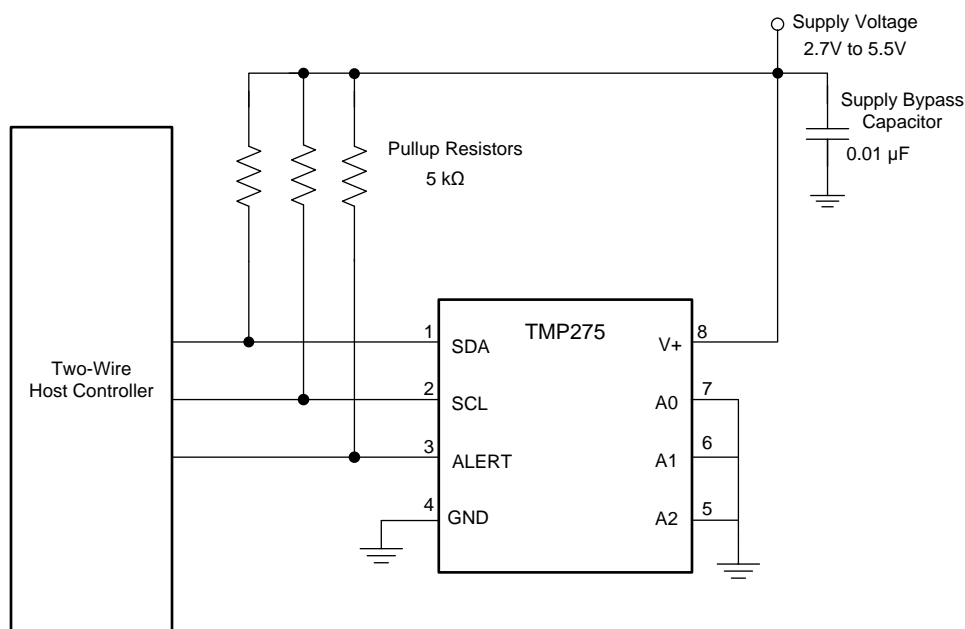 Supply Voltage
2.7V to 5.5V
Supply Bypass
Capacitor
0.01 µF
Pullup Resistors
5 kΩ
Two-Wire
Host Controller
TMP275
1
SDA
2
SCL
3
ALERT
4
GND
V+
8
A0
7
A1
6
A2
5